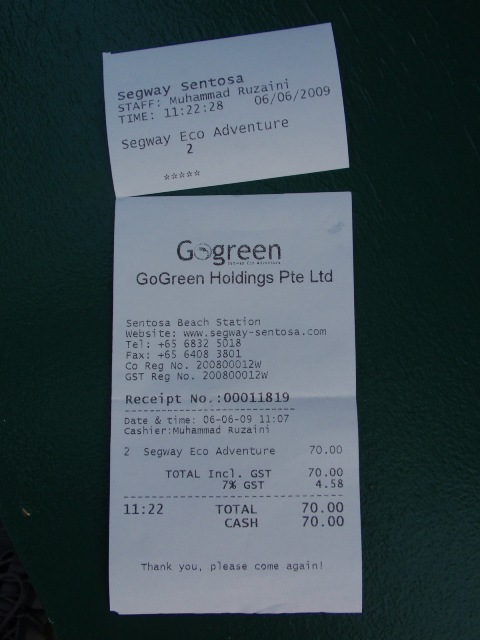 Segway Sentosa
STAFF: Muhammad Ruzaini
TIME: 11:22:28 06/06/2009
Segway Eco Adventure
2
*****
Gogreen
GoGreen Holdings Pte Ltd
Sentosa Beach Station
Website: www.segway-sentosa.com
Tel: +65 6832 5018
Fax: +65 6408 3801
Co Reg No. 200800012W
GST Reg No. 200800012W
Receipt No.:00011819
Date & time: 06-06-09 11:07
Cashier:Muhammad Ruzaini
2 Segway Eco Adventure 70.00
TOTAL Incl. GST 70.00
7% GST 4.58
11:22 TOTAL 70.00
CASH 70.00
Thank you, please come again!